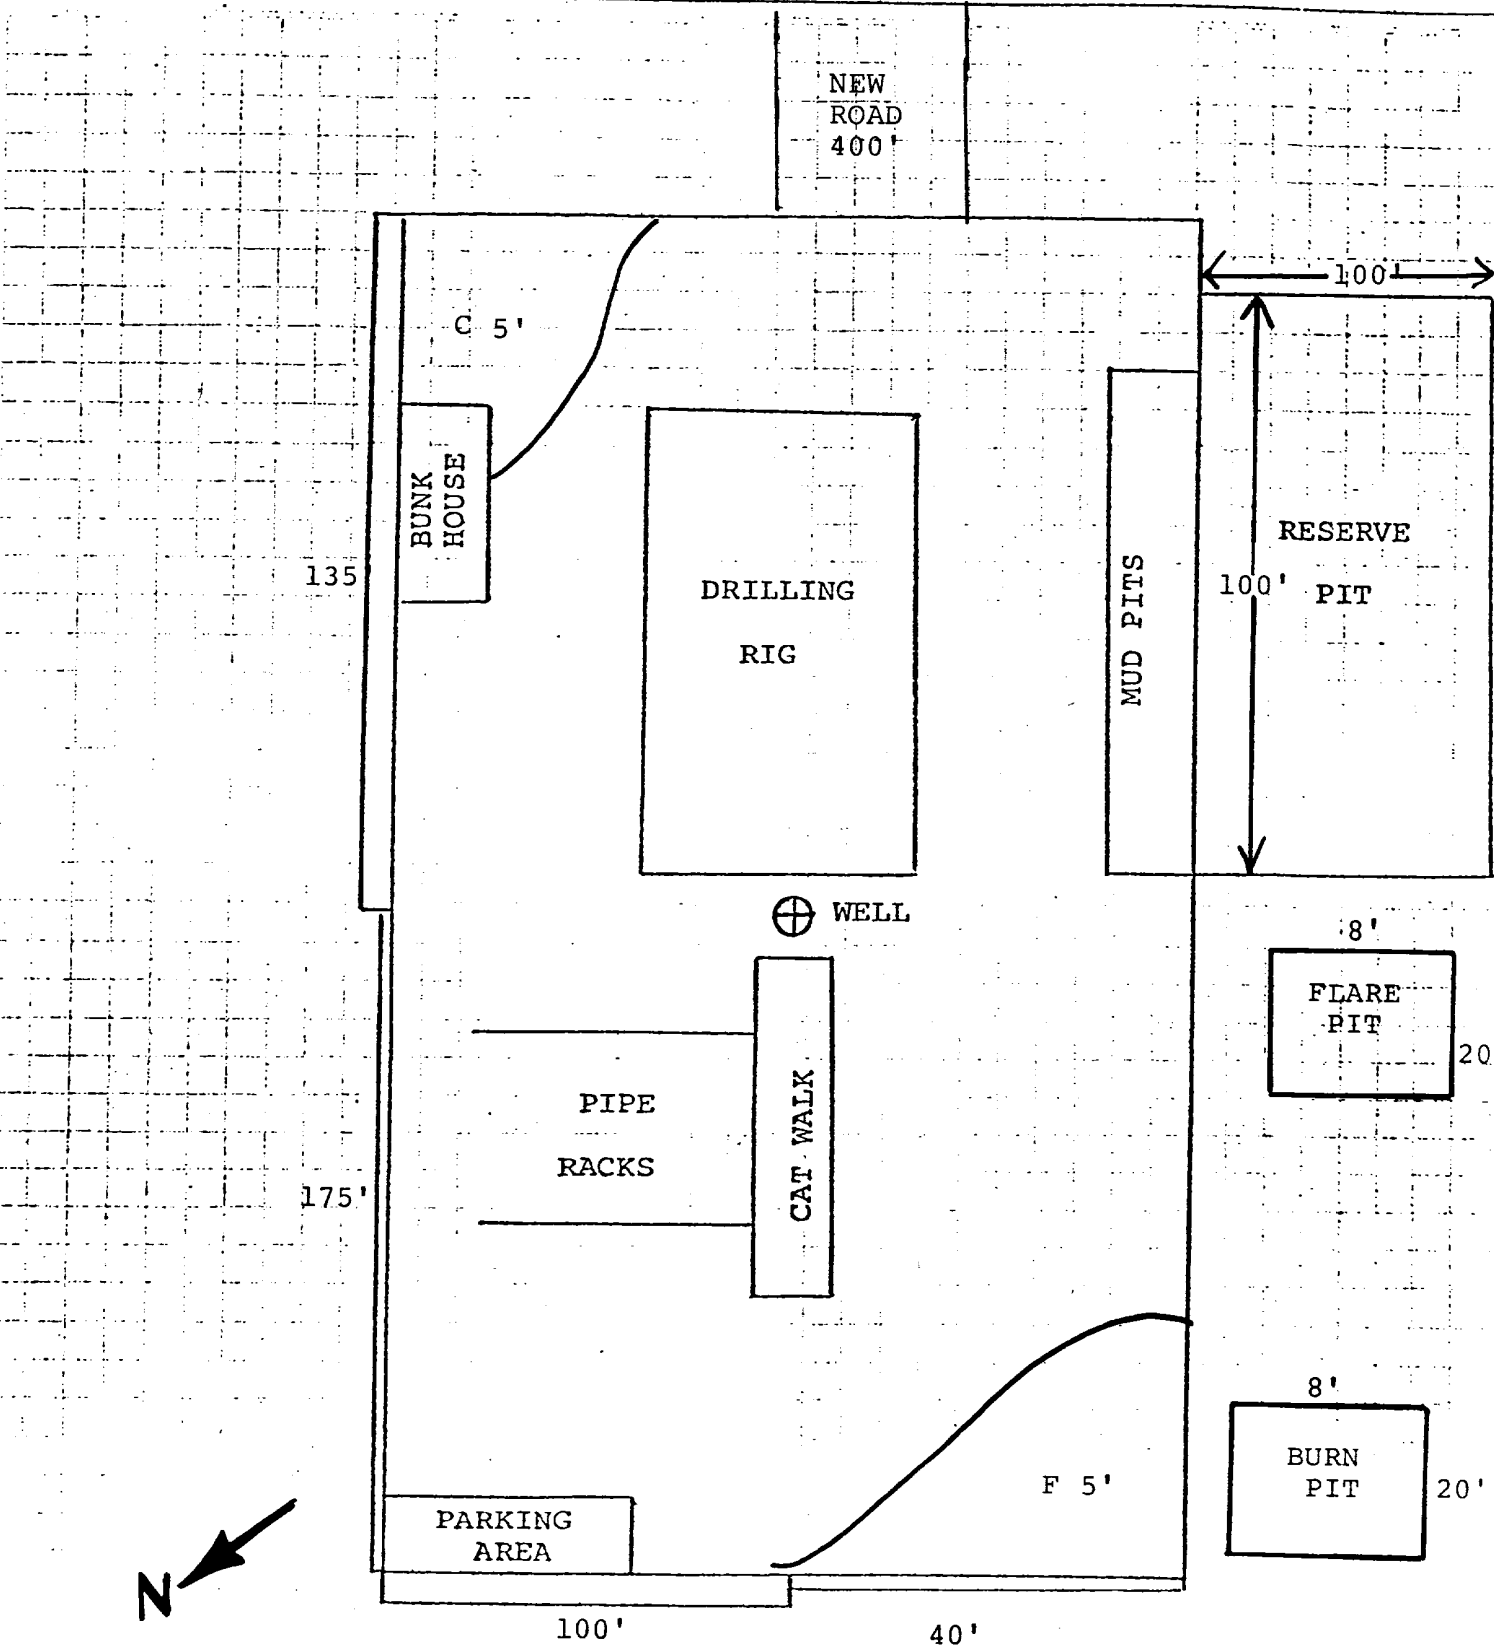 NEW
ROAD
400'
100'
C 5'
BUNK
HOUSE
RESERVE
135
100'
PIT
DRILLING
RIG
MUD PITS
WELL
8'
FLARE
PIT
20
PIPE
RACKS
CAT WALK
175'
8'
BURN
PIT
20'
F 5'
PARKING
AREA
N
100'
40'